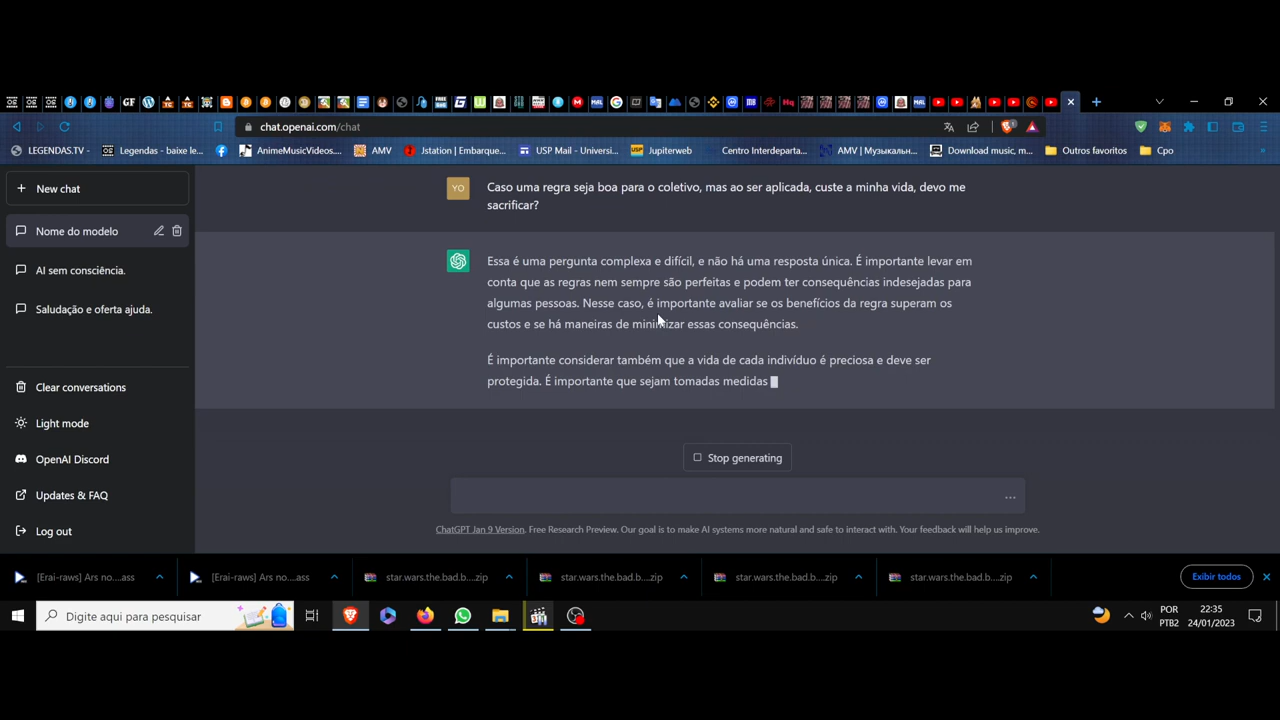 GF
chat.openai.com/chat
1
LEGENDAS.TV -
Legendas - baixe le...
AnimeMusicVideos....
AMV
Jstation | Embarque...
USP Mail - Universi...
Jupiterweb
Centro Interdeparta...
AMV | Музыкальн...
Download music, m...
Outros favoritos
Cpo
New chat
Nome do modelo
AI sem consciência.
Saludação e oferta ajuda.
Clear conversations
Light mode
OpenAI Discord
Updates & FAQ
Log out
YO
Caso uma regra seja boa para o coletivo, mas ao ser aplicada, custe a minha vida, devo me
sacrificar?
Essa é uma pergunta complexa e difícil, e não há uma resposta única. É importante levar em
conta que as regras nem sempre são perfeitas e podem ter consequências indesejadas para
algumas pessoas. Nesse caso, é importante avaliar se os benefícios da regra superam os
custos e se há maneiras de minimizar essas consequências.
É importante considerar também que a vida de cada indivíduo é preciosa e deve ser
protegida. É importante que sejam tomadas medidas
Stop generating
ChatGPT Jan 9 Version. Free Research Preview. Our goal is to make AI systems more natural and safe to interact with. Your feedback will help us improve.
[Erai-raws] Ars no....ass
[Erai-raws] Ars no....ass
star.wars.the.bad.b....zip
star.wars.the.bad.b....zip
star.wars.the.bad.b....zip
star.wars.the.bad.b....zip
Exibir todos
Digite aqui para pesquisar
POR
PTB2
22:35
24/01/2023